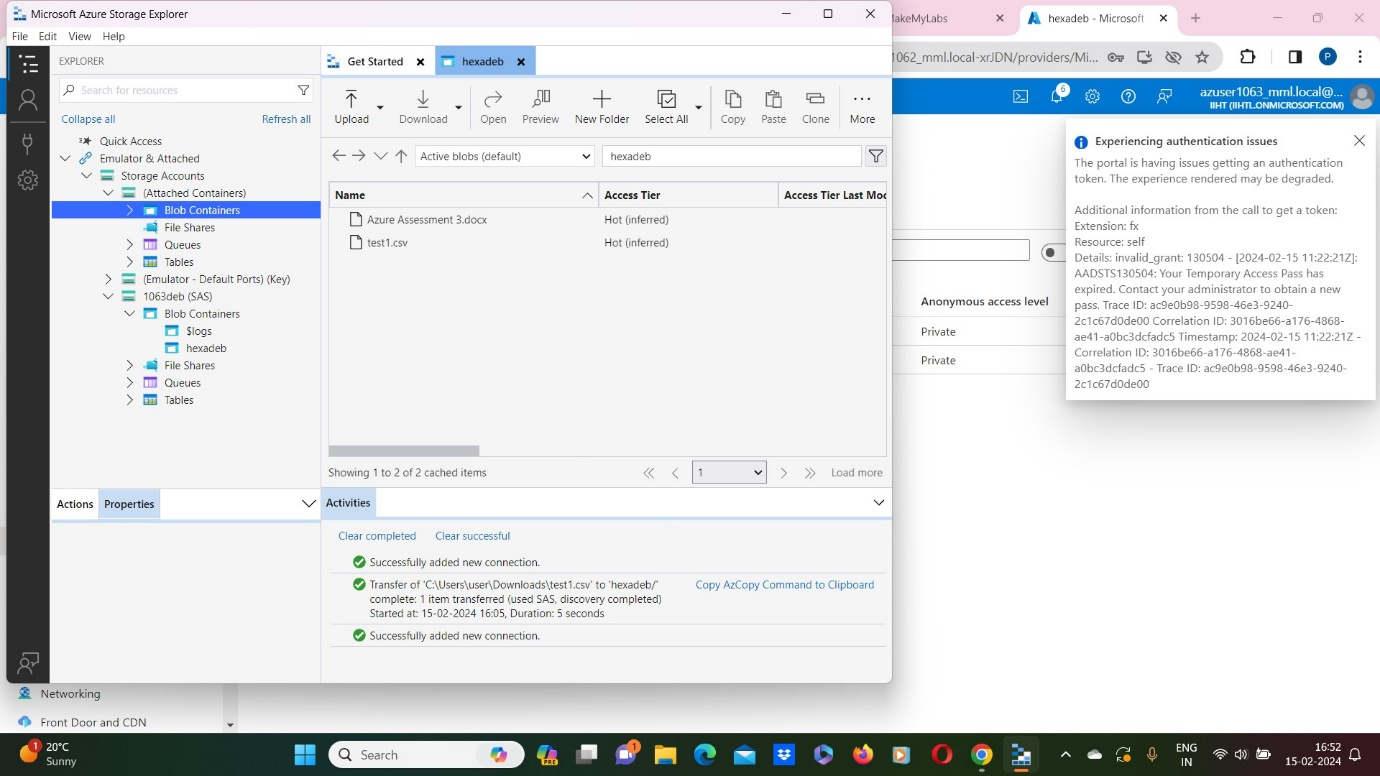 Microsoft Azure Storage Explorer
File Edit View Help
EXPLORER
Search for resources
Collapse all Refresh all
Quick Access
Emulator & Attached
Storage Accounts
(Attached Containers)
Blob Containers
File Shares
Queues
Tables
(Emulator - Default Ports) (Key)
1063deb (SAS)
Blob Containers
$logs
hexadeb
File Shares
Queues
Tables
Actions Properties
Get Started hexadeb
Upload Download Open Preview New Folder Select All Copy Paste Clone More
Active blobs (default) hexadeb
Name Access Tier Access Tier Last Moc
Azure Assessment 3.docx Hot (inferred)
test1.csv Hot (inferred)
Showing 1 to 2 of 2 cached items 1 Load more
Activities
Clear completed Clear successful
Successfully added new connection.
Transfer of 'C:\Users\user\Downloads\test1.csv' to 'hexadeb/' Copy AzCopy Command to Clipboard
complete: 1 item transferred (used SAS, discovery completed)
Started at: 15-02-2024 16:05, Duration: 5 seconds
Successfully added new connection.
MakeMyLabs hexadeb - Microsoft
1062_mml.local-xrJDN/providers/Mi... P
6 azuser1063_mml.local@...
IIHT (IIHTL.ONMICROSOFT.COM)
Experiencing authentication issues
The portal is having issues getting an authentication
token. The experience rendered may be degraded.
Additional information from the call to get a token:
Extension: fx
Resource: self
Details: invalid_grant: 130504 - [2024-02-15 11:22:21Z]:
AADSTS130504: Your Temporary Access Pass has
expired. Contact your administrator to obtain a new
pass. Trace ID: ac9e0b98-9598-46e3-9240-
2c1c67d0de00 Correlation ID: 3016be66-a176-4868-
ae41-a0bc3dcfadc5 Timestamp: 2024-02-15 11:22:21Z -
Correlation ID: 3016be66-a176-4868-ae41-
a0bc3dcfadc5 - Trace ID: ac9e0b98-9598-46e3-9240-
2c1c67d0de00
Anonymous access level
Private
Private
Networking
Front Door and CDN
1 20°C
Sunny
Search
PRE
1
ENG
IN
16:52
15-02-2024